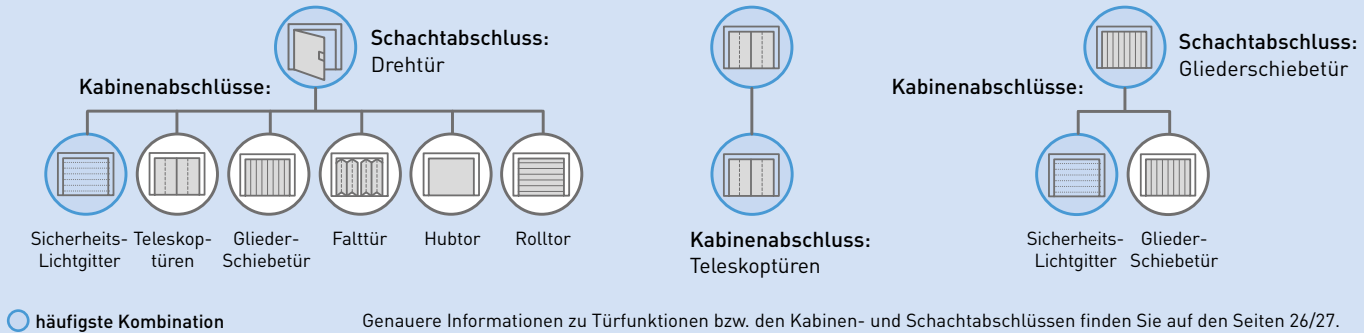 Schachtabschluss:
Drehtür
Kabinenabschlüsse:
Sicherheits-
Lichtgitter
Teleskop-
türen
Glieder-
Schiebetür
Falttür
Hubtor
Rolltor
Kabinenabschluss:
Teleskoptüren
Schachtabschluss:
Gliederschiebetür
Kabinenabschlüsse:
Sicherheits-
Lichtgitter
Glieder-
Schiebetür
häufigste Kombination
Genauere Informationen zu Türfunktionen bzw. den Kabinen- und Schachtabschlüssen finden Sie auf den Seiten 26/27.